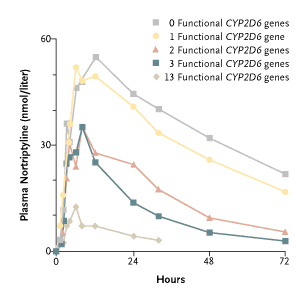 0 Functional CYP2D6 genes
1 Functional CYP2D6 gene
2 Functional CYP2D6 genes
3 Functional CYP2D6 genes
13 Functional CYP2D6 genes
Plasma Nortriptyline (nmol/liter)
60
30
0
0
24
48
72
Hours